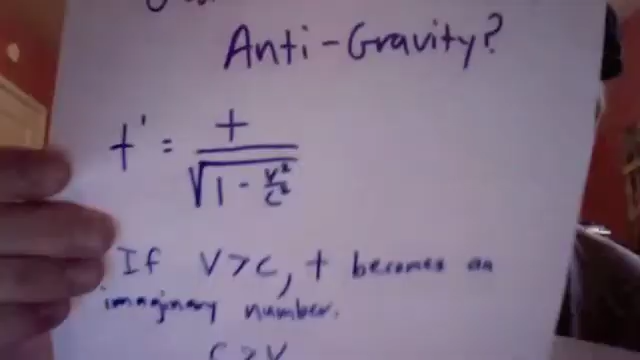 Anti-Gravity?
t' = t / √(1 - v²/c²)
If V > C, t becomes an
imaginary number.
C > V